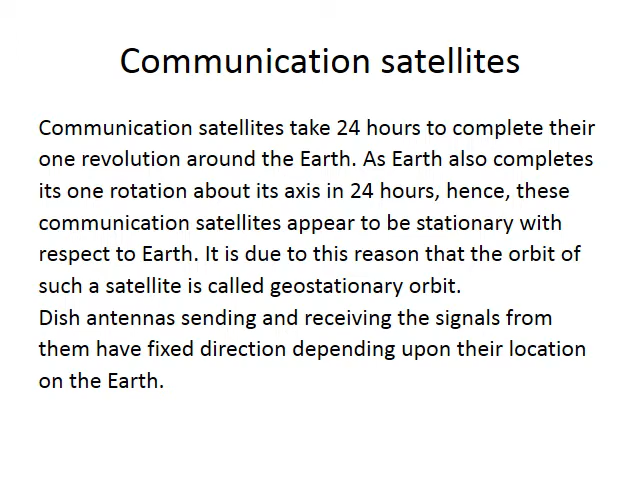 Communication satellites
Communication satellites take 24 hours to complete their
one revolution around the Earth. As Earth also completes
its one rotation about its axis in 24 hours, hence, these
communication satellites appear to be stationary with
respect to Earth. It is due to this reason that the orbit of
such a satellite is called geostationary orbit.
Dish antennas sending and receiving the signals from
them have fixed direction depending upon their location
on the Earth.